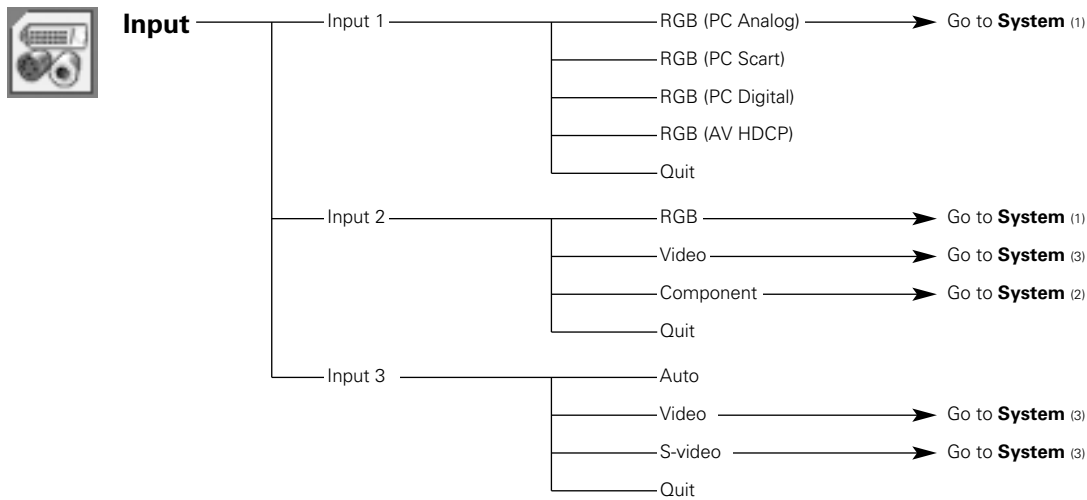 Input
Input 1
RGB (PC Analog) Go to System (1)
RGB (PC Scart)
RGB (PC Digital)
RGB (AV HDCP)
Quit
Input 2
RGB Go to System (1)
Video Go to System (3)
Component Go to System (2)
Quit
Input 3
Auto
Video Go to System (3)
S-video Go to System (3)
Quit